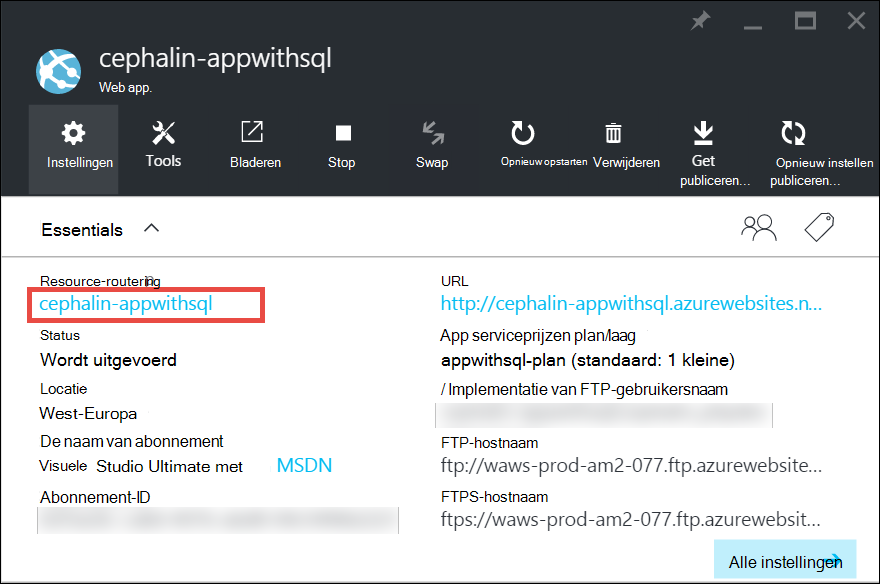 cephalin-appwithsql
Web app.
Instellingen
Tools
Bladeren
Stop
Swap
Opnieuw opstarten
Verwijderen
Get
publiceren...
Opnieuw instellen
publiceren...
Essentials
Resource-routering
cephalin-appwithsql
Status
Wordt uitgevoerd
Locatie
West-Europa
De naam van abonnement
Visuele Studio Ultimate met MSDN
Abonnement-ID
URL
http://cephalin-appwithsql.azurewebsites.n...
App serviceprijzen plan/laag
appwithsql-plan (standaard: 1 kleine)
/ Implementatie van FTP-gebruikersnaam
FTP-hostnaam
ftp://waws-prod-am2-077.ftp.azurewebsite...
FTPS-hostnaam
ftps://waws-prod-am2-077.ftp.azurewebsit...
Alle instellingen